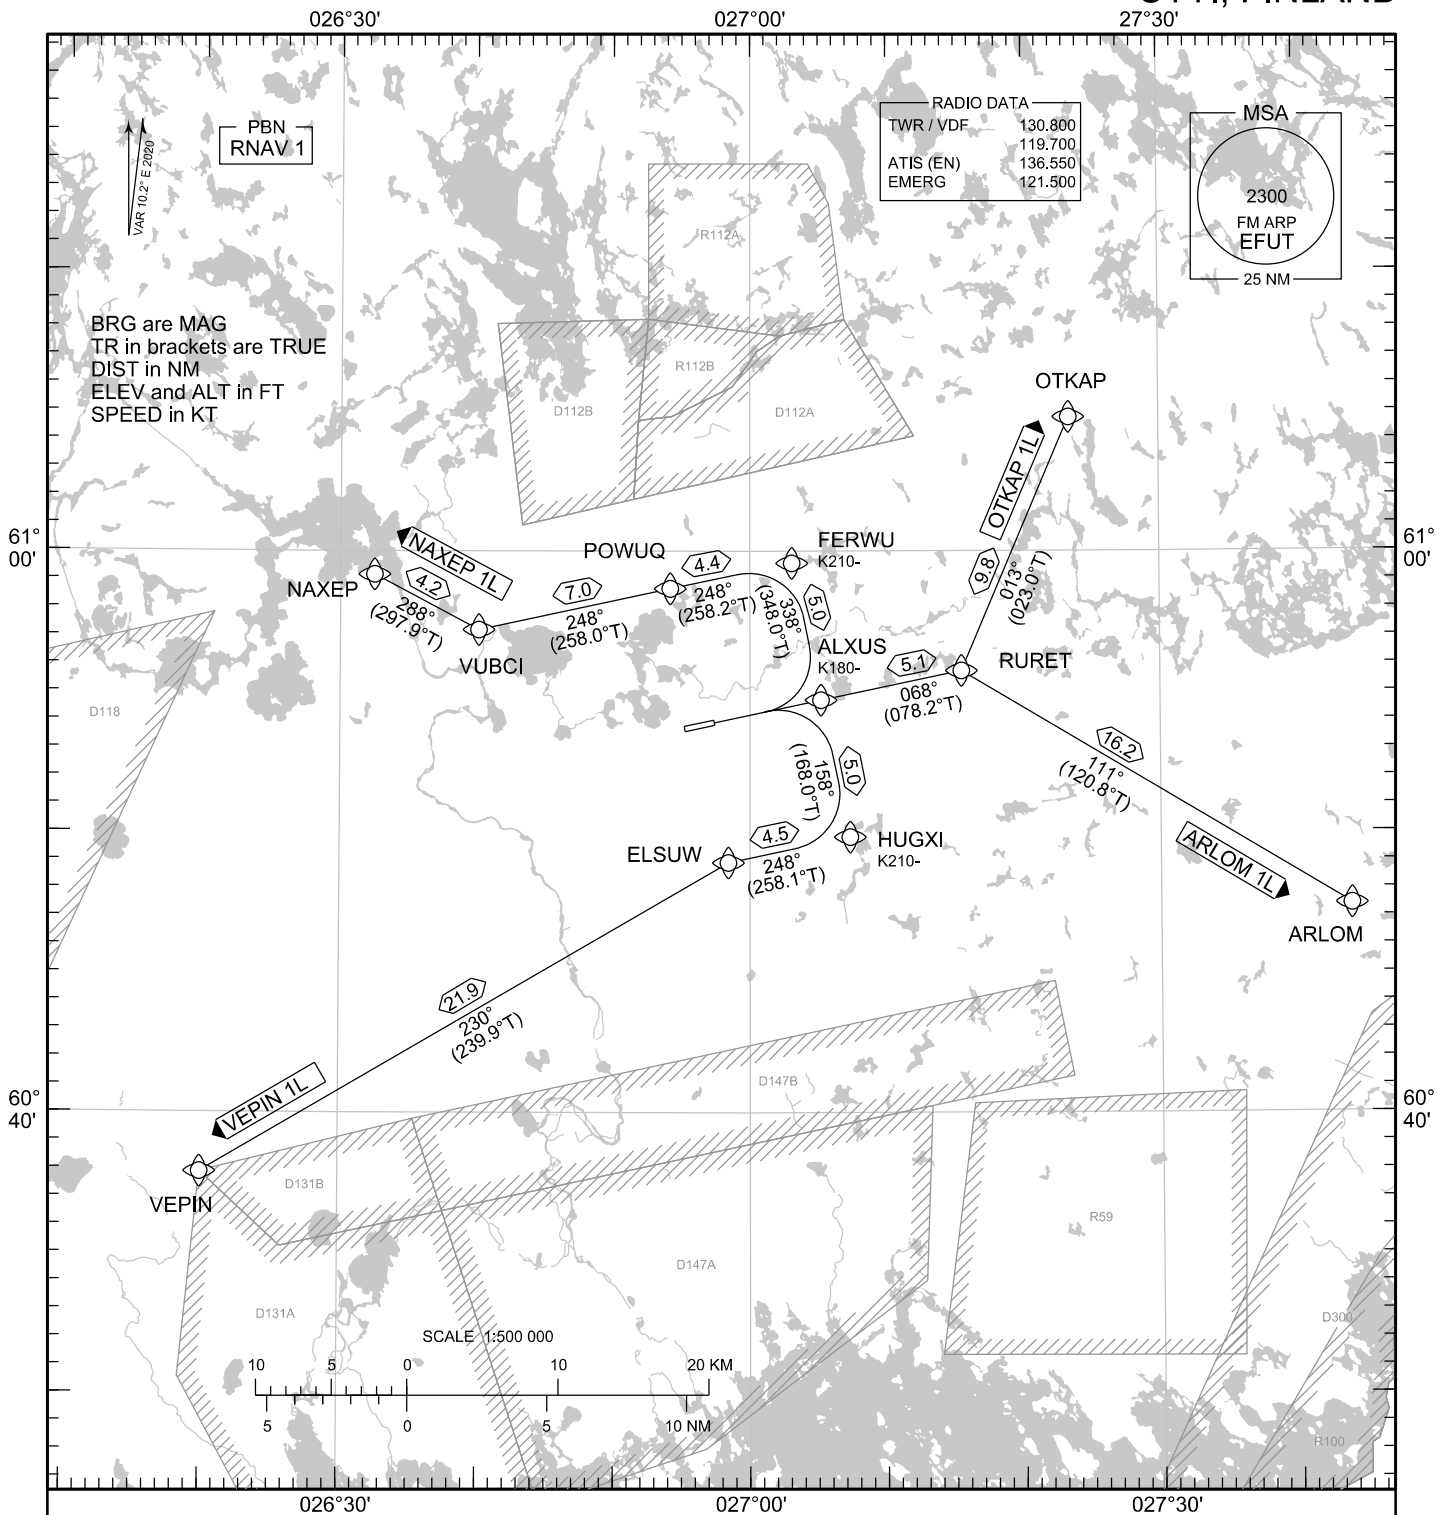 026°30'
027°00'
27°30'
PBN
RNAV 1
VAR 10.2° E 2020
RADIO DATA
TWR / VDF 130.800
119.700
ATIS (EN) 136.550
EMERG 121.500
MSA
2300
FM ARP
EFUT
25 NM
BRG are MAG
TR in brackets are TRUE
DIST in NM
ELEV and ALT in FT
SPEED in KT
R112A
R112B
D112B
D112A
OTKAP
OTKAP 1L
9.8
013°
(023.0°T)
61°
00'
NAXEP 1L
NAXEP
4.2
288°
(297.9°T)
VUBCI
7.0
248°
(258.0°T)
POWUQ
4.4
248°
(258.2°T)
FERWU
K210-
5.0
338°
(348.0°T)
ALXUS
K180-
5.1
068°
(078.2°T)
RURET
D118
16.2
111°
(120.8°T)
ARLOM 1L
ARLOM
5.0
158°
(168.0°T)
HUGXI
K210-
4.5
248°
(258.1°T)
ELSUW
21.9
230°
(239.9°T)
VEPIN 1L
VEPIN
60°
40'
60°
40'
D147B
D131B
R59
D147A
D131A
D300
R100
SCALE 1:500 000
10 5 0 10 20 KM
5 0 5 10 NM
026°30'
027°00'
027°30'